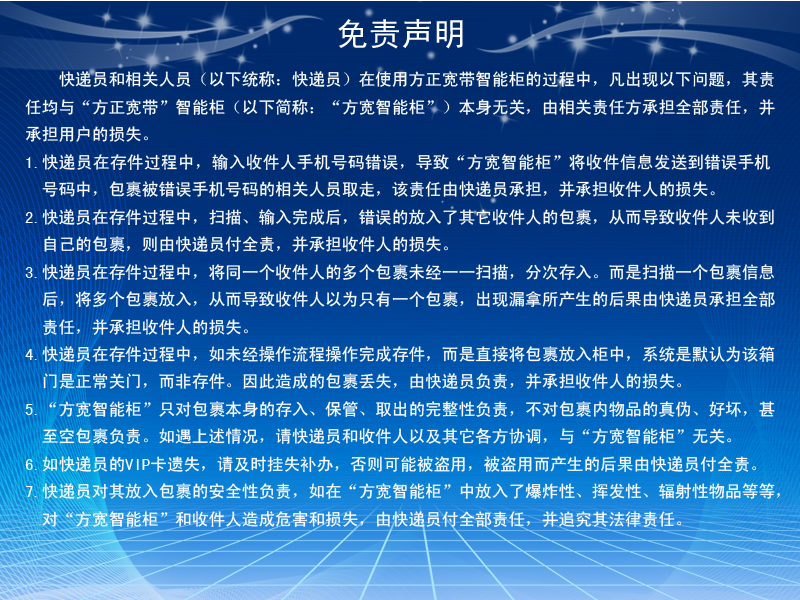 免责声明
快递员和相关人员（以下统称：快递员）在使用方正宽带智能柜的过程中，凡出现以下问题，其责
任均与“方正宽带”智能柜（以下简称：“方宽智能柜”）本身无关，由相关责任方承担全部责任，并
承担用户的损失。
1. 快递员在存件过程中，输入收件人手机号码错误，导致“方宽智能柜”将收件信息发送到错误手机
号码中，包裹被错误手机号码的相关人员取走，该责任由快递员承担，并承担收件人的损失。
2. 快递员在存件过程中，扫描、输入完成后，错误的放入了其它收件人的包裹，从而导致收件人未收到
自己的包裹，则由快递员付全责，并承担收件人的损失。
3. 快递员在存件过程中，将同一个收件人的多个包裹未经一一扫描，分次存入。而是扫描一个包裹信息
后，将多个包裹放入，从而导致收件人以为只有一个包裹，出现漏拿所产生的后果由快递员承担全部
责任，并承担收件人的损失。
4. 快递员在存件过程中，如未经操作流程操作完成存件，而是直接将包裹放入柜中，系统是默认为该箱
门是正常关门，而非存件。因此造成的包裹丢失，由快递员负责，并承担收件人的损失。
5. “方宽智能柜”只对包裹本身的存入、保管、取出的完整性负责，不对包裹内物品的真伪、好坏，甚
至空包裹负责。如遇上述情况，请快递员和收件人以及其它各方协调，与“方宽智能柜”无关。
6. 如快递员的VIP卡遗失，请及时挂失补办，否则可能被盗用，被盗用而产生的后果由快递员付全责。
7. 快递员对其放入包裹的安全性负责，如在“方宽智能柜”中放入了爆炸性、挥发性、辐射性物品等等，
对“方宽智能柜”和收件人造成危害和损失，由快递员付全部责任，并追究其法律责任。